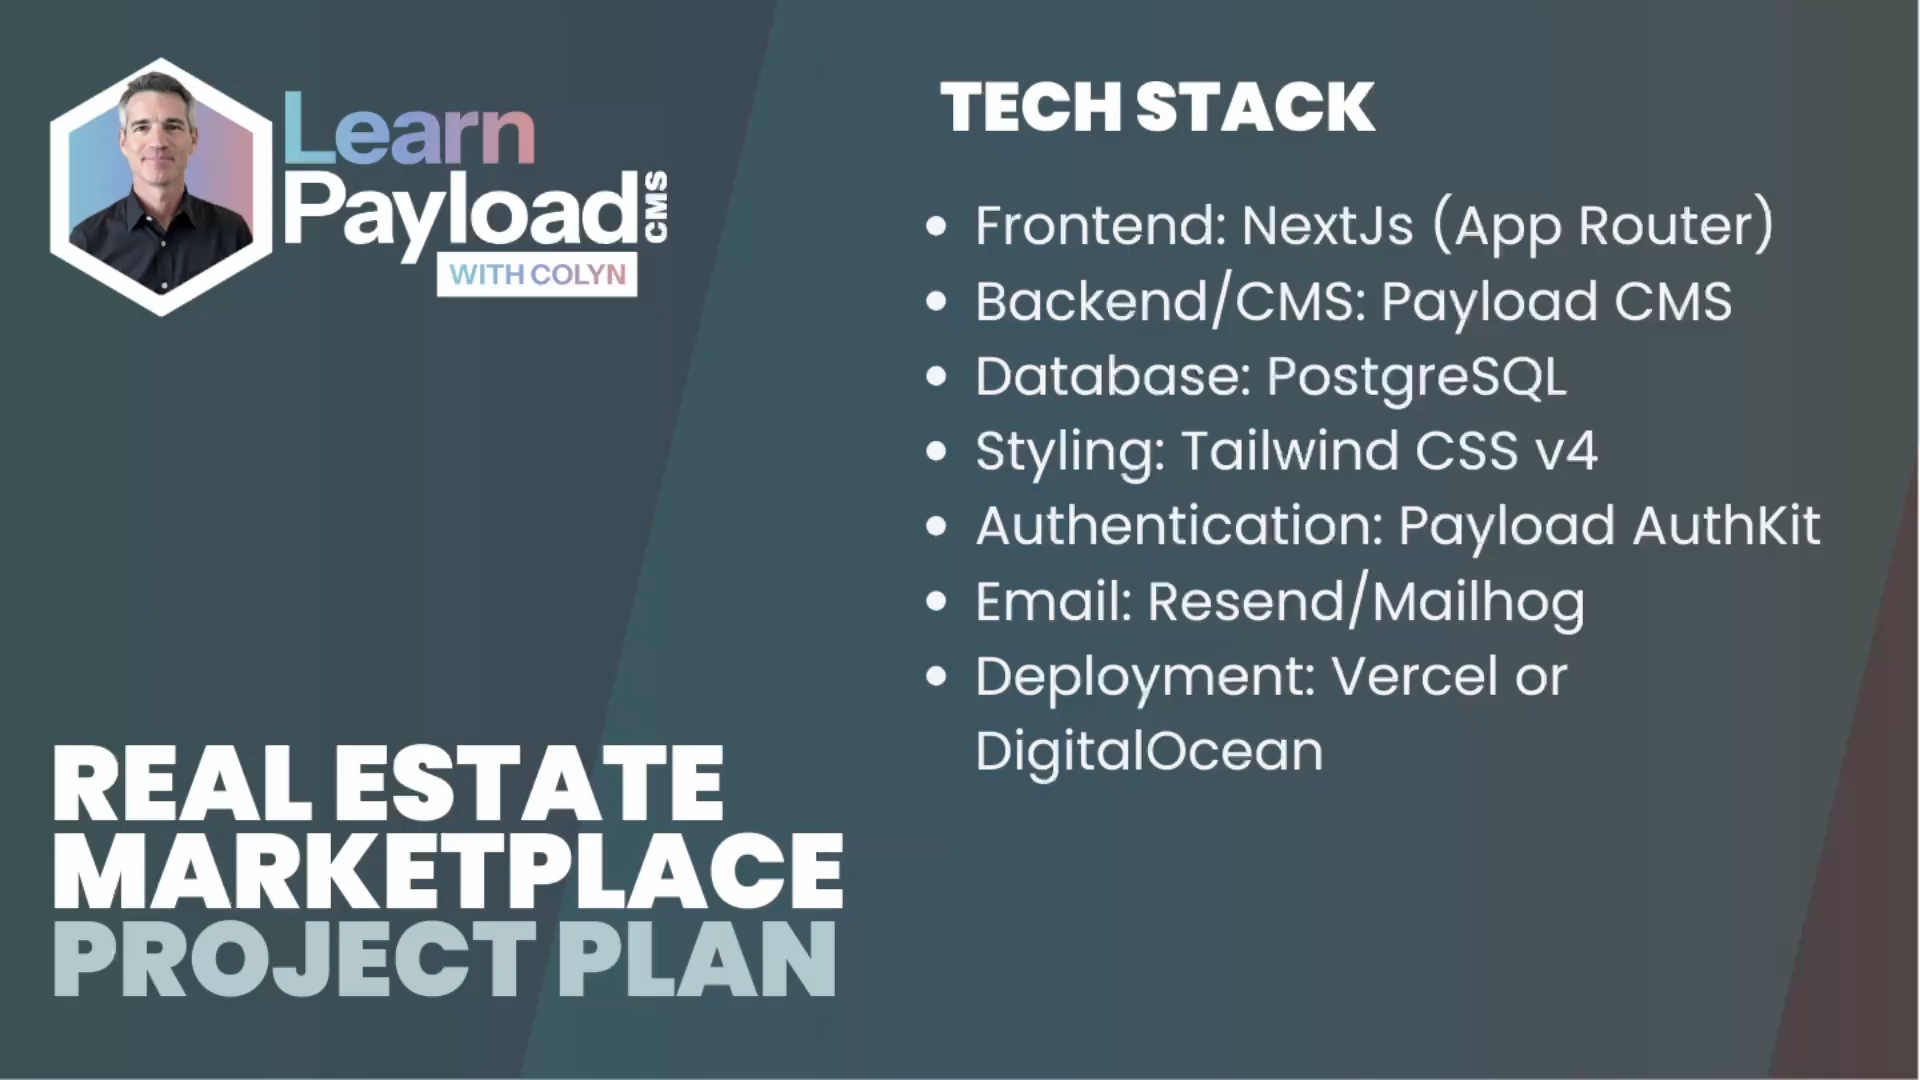 Learn
Payload CMS
WITH COLYN
REAL ESTATE
MARKETPLACE
PROJECT PLAN
TECH STACK
• Frontend: NextJs (App Router)
• Backend/CMS: Payload CMS
• Database: PostgreSQL
• Styling: Tailwind CSS v4
• Authentication: Payload AuthKit
• Email: Resend/Mailhog
• Deployment: Vercel or
DigitalOcean